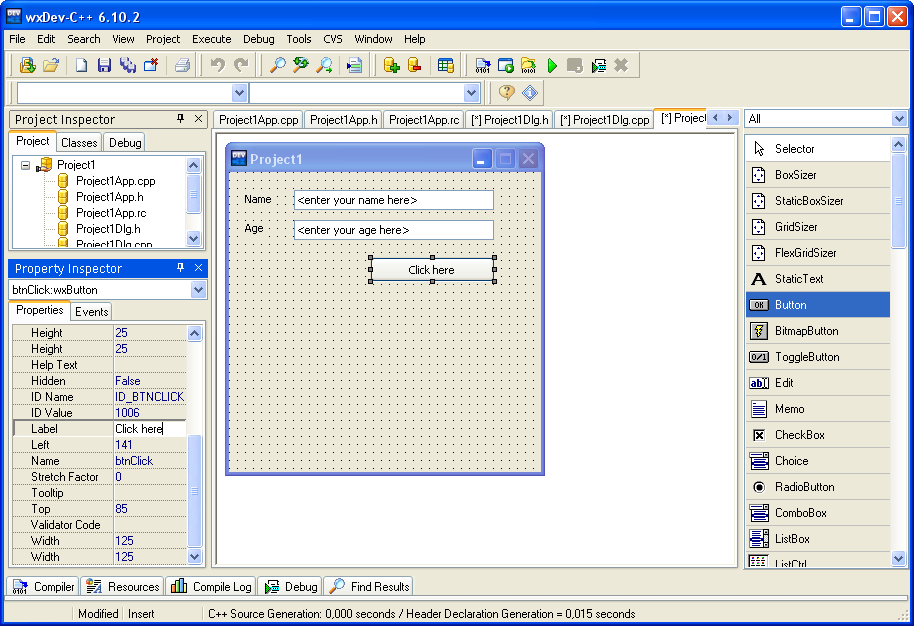 wxDev-C++ 6.10.2
File Edit Search View Project Execute Debug Tools CVS Window Help
Project Inspector
Project Classes Debug
Project1
Project1App.cpp
Project1App.h
Project1App.rc
Project1Dlg.h
Project1Dlg.cpp
Property Inspector
btnClick:wxButton
Properties Events
Height 25
Height 25
Help Text
Hidden False
ID Name ID_BTNCLICK
ID Value 1006
Label Click here
Left 141
Name btnClick
Stretch Factor 0
Tooltip
Top 85
Validator Code
Width 125
Width 125
Project1App.cpp Project1App.h Project1App.rc [*] Project1Dlg.h [*] Project1Dlg.cpp [*] Project
DEV Project1
Name <enter your name here>
Age <enter your age here>
Click here
All
Selector
BoxSizer
StaticBoxSizer
GridSizer
FlexGridSizer
A StaticText
OK Button
BitmapButton
0/1 ToggleButton
ab Edit
Memo
CheckBox
Choice
RadioButton
ComboBox
ListBox
ListCtrl
Compiler Resources Compile Log Debug Find Results
Modified Insert C++ Source Generation: 0,000 seconds / Header Declaration Generation = 0,015 seconds